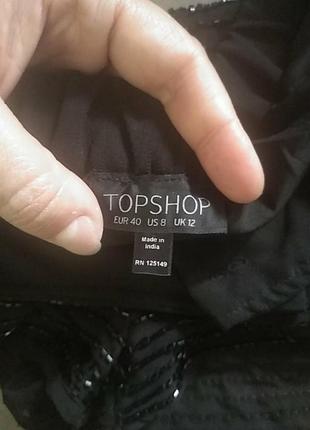 TOPSHOP
EUR 40 US 8 UK 12
Made in
India
RN 125149